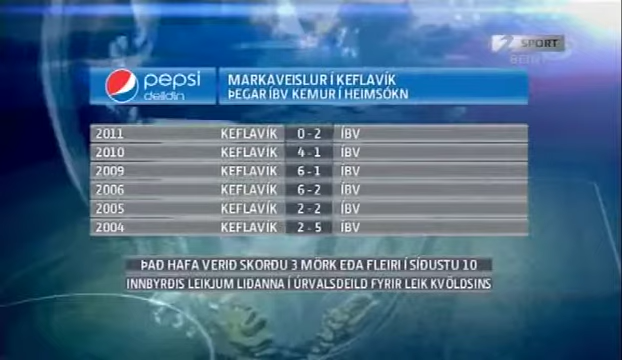 2 SPORT
BEINT
pepsi
deildin
MARKAVEISLUR Í KEFLAVÍK
ÞEGAR ÍBV KEMUR Í HEIMSÓKN
2011 KEFLAVÍK 0 - 2 ÍBV
2010 KEFLAVÍK 4 - 1 ÍBV
2009 KEFLAVÍK 6 - 1 ÍBV
2006 KEFLAVÍK 6 - 2 ÍBV
2005 KEFLAVÍK 2 - 2 ÍBV
2004 KEFLAVÍK 2 - 5 ÍBV
ÞAÐ HAFA VERIÐ SKORÐU 3 MÖRK EÐA FLEIRI Í SÍÐUSTU 10
INNBYRÐIS LEIKJUM LIÐANNA Í ÚRVALSDEILD FYRIR LEIK KVÖLDSINS